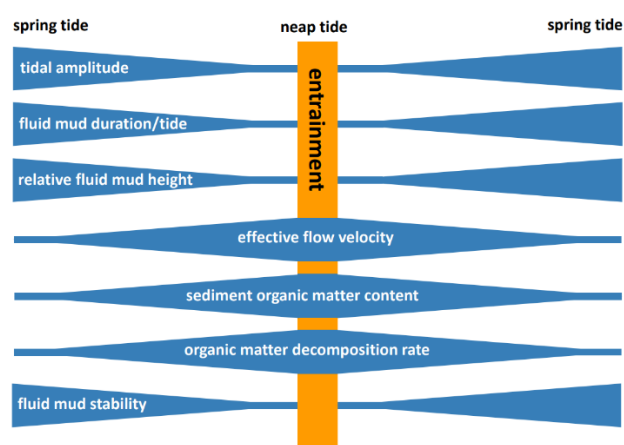 spring tide neap tide spring tide
entrainment
tidal amplitude
fluid mud duration/tide
relative fluid mud height
effective flow velocity
sediment organic matter content
organic matter decomposition rate
fluid mud stability